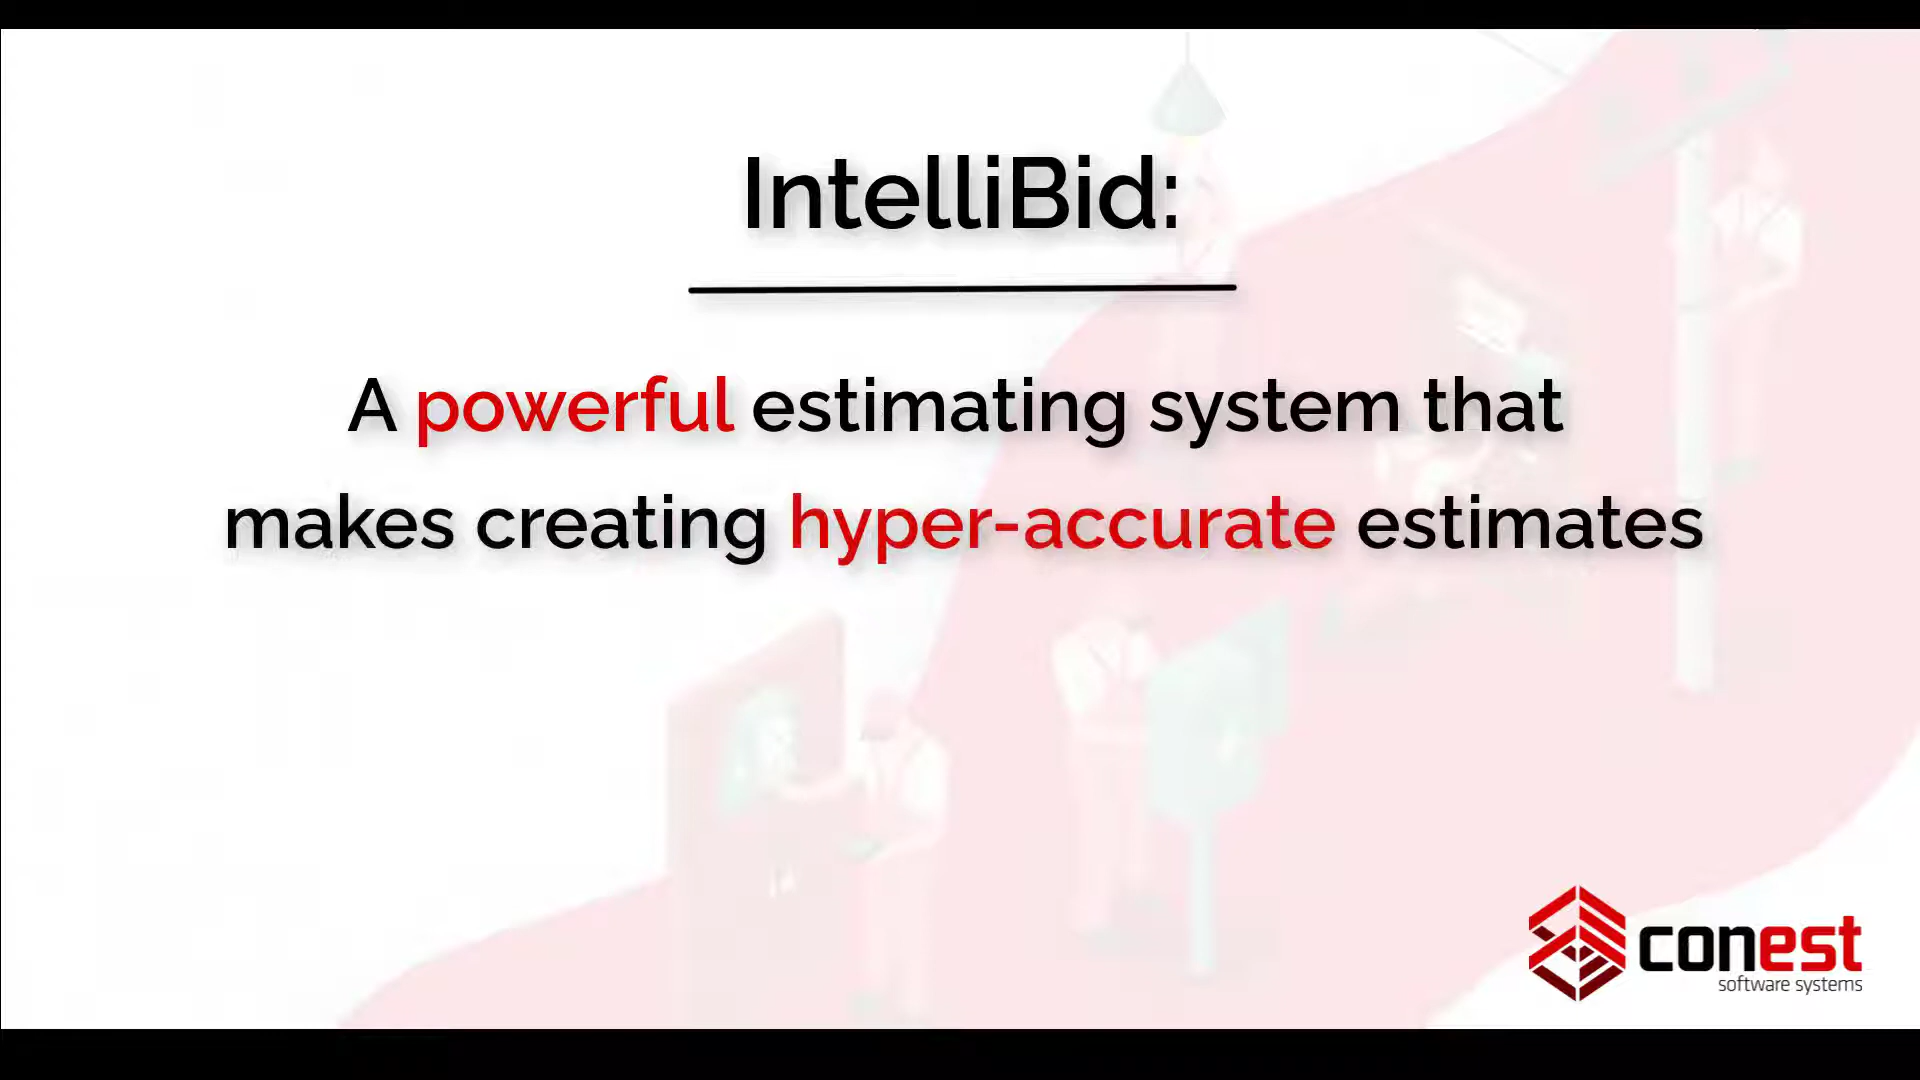 IntelliBid:
A powerful estimating system that
makes creating hyper-accurate estimates
conest
software systems